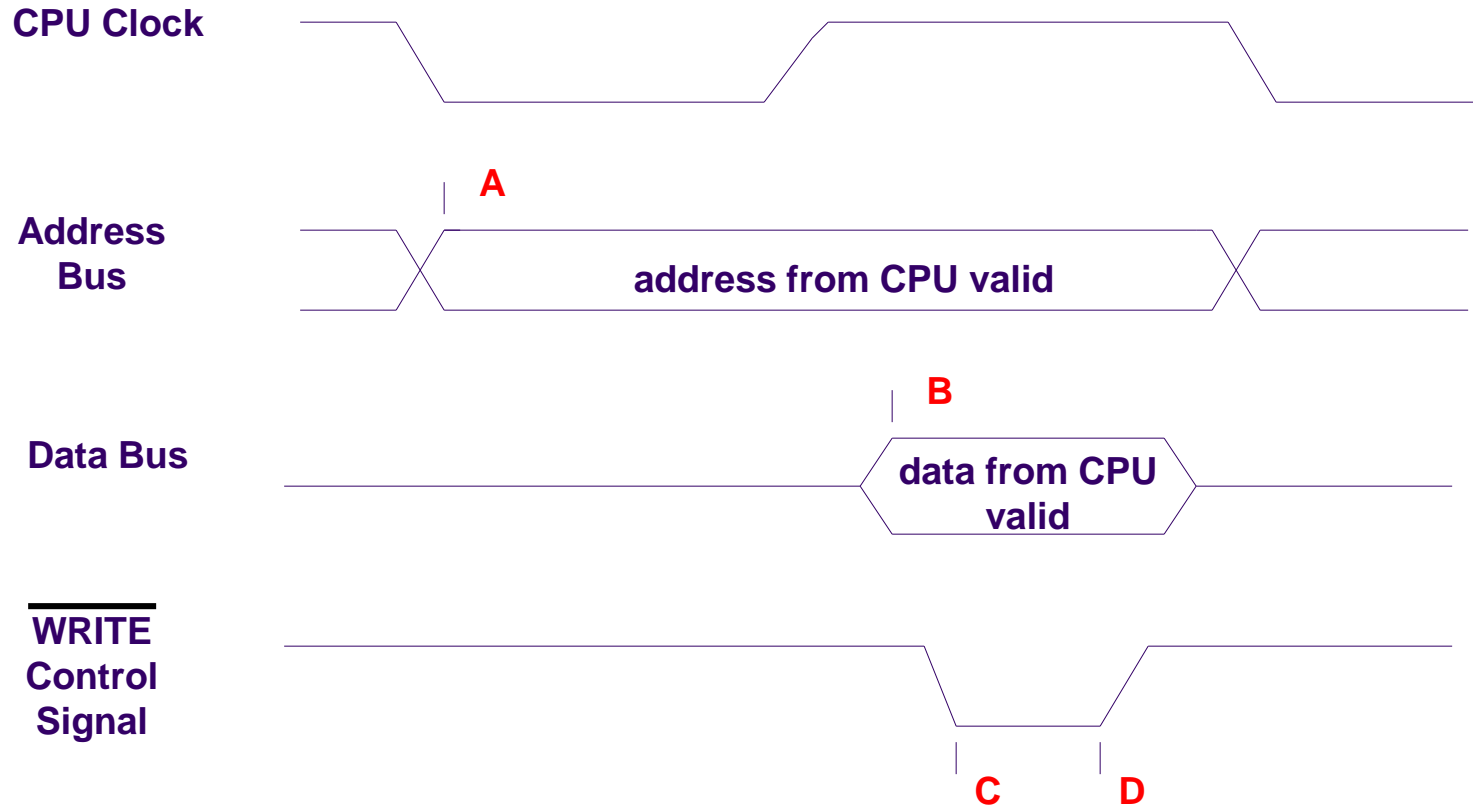 CPU Clock
A
Address
Bus
address from CPU valid
B
Data Bus
data from CPU
valid
WRITE
Control
Signal
C
D